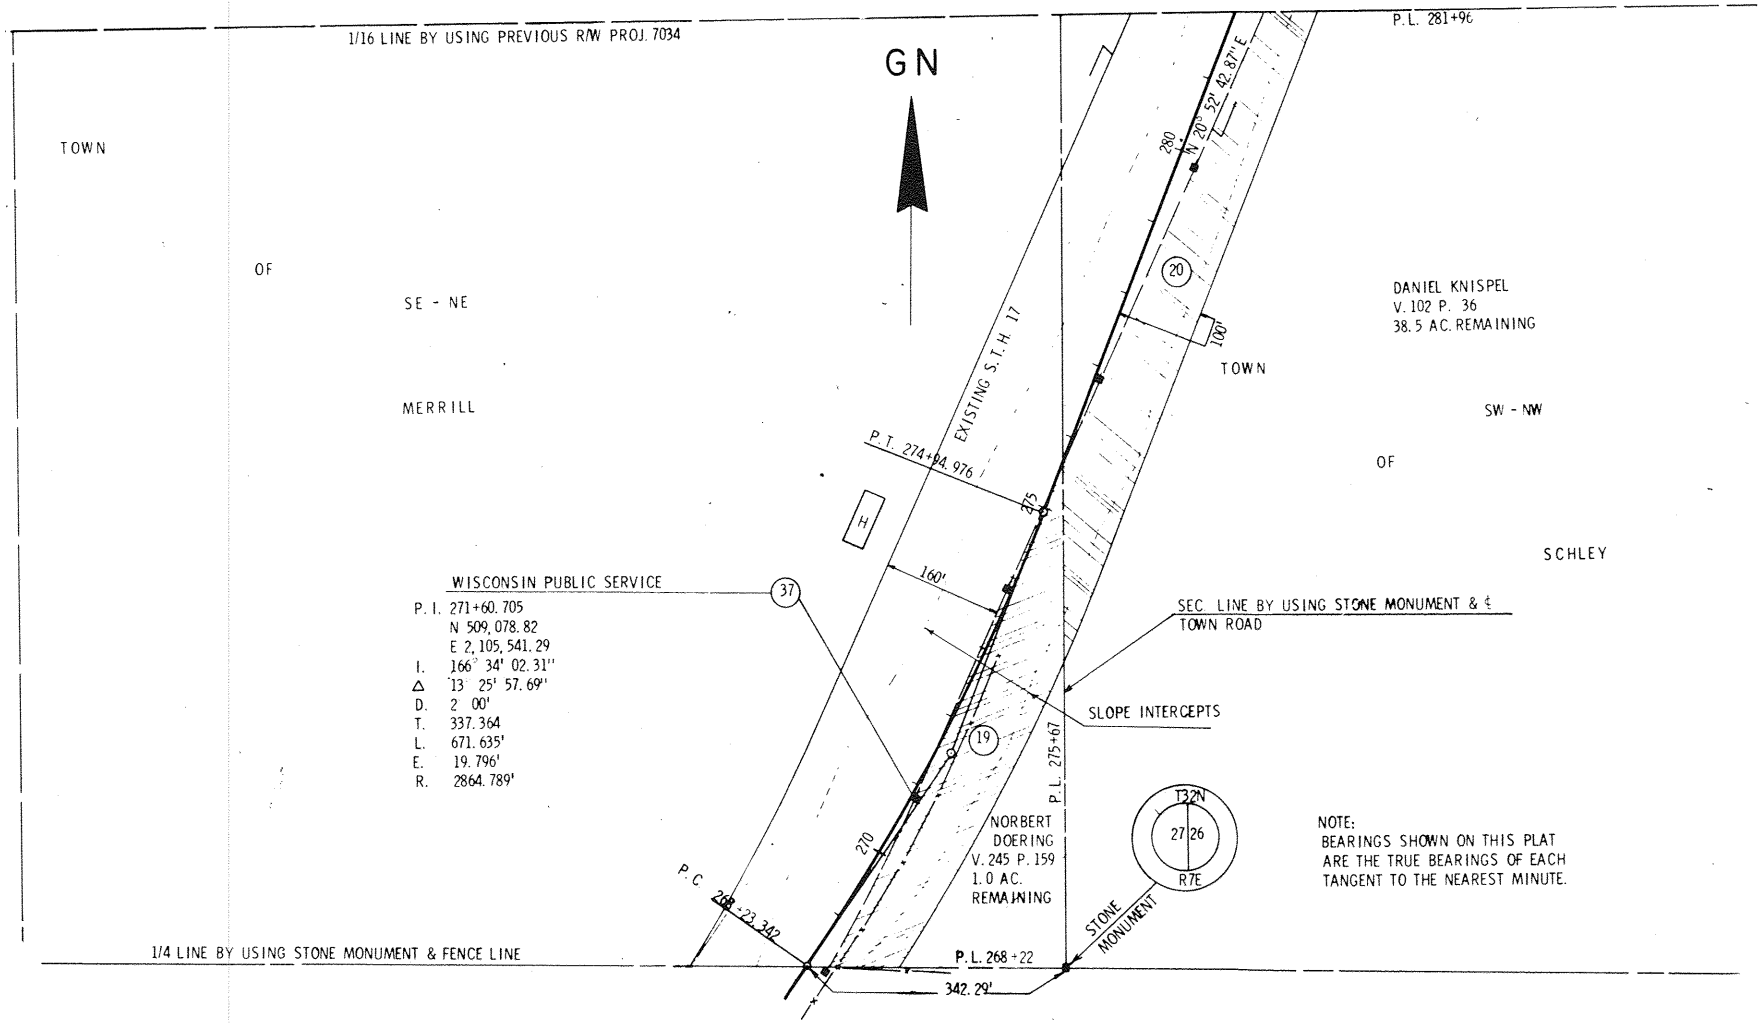 P.L. 281+96
1/16 LINE BY USING PREVIOUS R/W PROJ. 7034
GN
N 20° 52' 42.87" E
TOWN
280
OF
20
SE - NE
DANIEL KNISPEL
V. 102 P. 36
38.5 AC. REMAINING
EXISTING S.T.H. 17
100'
TOWN
MERRILL
SW - NW
P.T. 274+94.976
OF
275
H
SCHLEY
160'
WISCONSIN PUBLIC SERVICE
37
P.I. 271+60.705
N 509,078.82
E 2,105,541.29
I. 166° 34' 02.31"
Δ 13° 25' 57.69"
D. 2° 00'
T. 337.364
L. 671.635'
E. 19.796'
R. 2864.789'
SEC. LINE BY USING STONE MONUMENT & ℄
TOWN ROAD
SLOPE INTERCEPTS
19
P.L. 275+67
T32N
27 26
R7E
NORBERT
DOERING
V. 245 P. 159
1.0 AC.
REMAINING
NOTE:
BEARINGS SHOWN ON THIS PLAT
ARE THE TRUE BEARINGS OF EACH
TANGENT TO THE NEAREST MINUTE.
270
P.C. 268+23.342
STONE
MONUMENT
1/4 LINE BY USING STONE MONUMENT & FENCE LINE
P.L. 268+22
342.29'